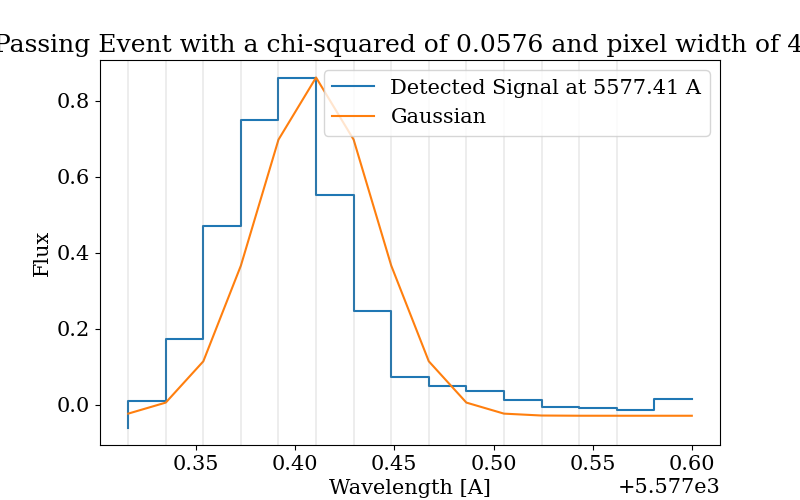 Passing Event with a chi-squared of 0.0576 and pixel width of 4
Detected Signal at 5577.41 A
Gaussian
Flux
0.8
0.6
0.4
0.2
0.0
0.35 0.40 0.45 0.50 0.55 0.60
Wavelength [A]
+5.577e3